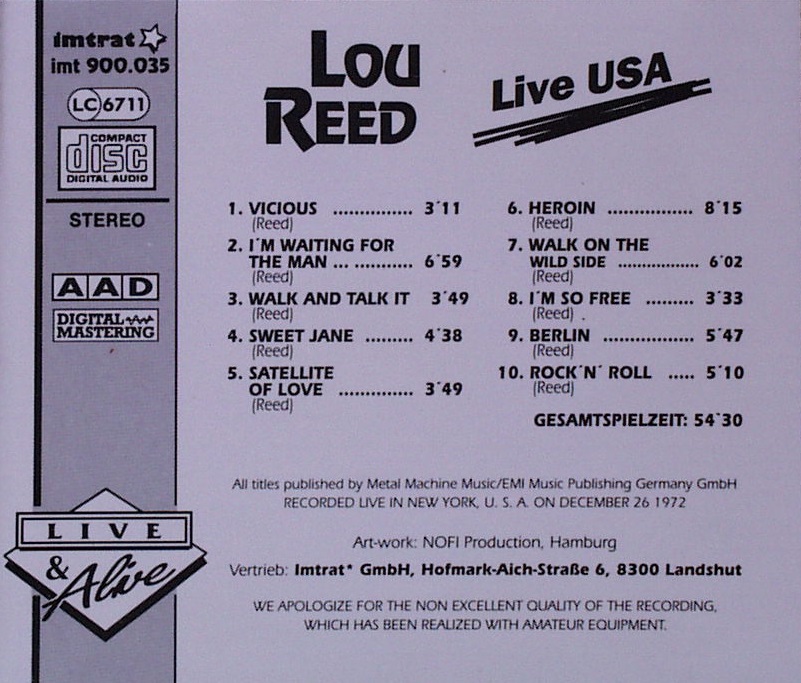 imtrat
imt 900.035
LC 6711
COMPACT
disc
DIGITAL AUDIO
STEREO
AAD
DIGITAL
MASTERING
LIVE
& Alive
LOU
REED
Live USA
1. VICIOUS ............... 3´11
(Reed)
2. I´M WAITING FOR
THE MAN ... ........... 6´59
(Reed)
3. WALK AND TALK IT 3´49
(Reed)
4. SWEET JANE ......... 4´38
(Reed)
5. SATELLITE
OF LOVE .............. 3´49
(Reed)
6. HEROIN ................ 8´15
(Reed)
7. WALK ON THE
WILD SIDE ................. 6´02
(Reed)
8. I´M SO FREE ......... 3´33
(Reed) .
9. BERLIN ................. 5´47
(Reed)
10. ROCK´N´ ROLL ..... 5´10
(Reed)
GESAMTSPIELZEIT: 54´30
All titles published by Metal Machine Music/EMI Music Publishing Germany GmbH
RECORDED LIVE IN NEW YORK, U. S. A. ON DECEMBER 26 1972
Art-work: NOFI Production, Hamburg
Vertrieb: Imtrat* GmbH, Hofmark-Aich-Straße 6, 8300 Landshut
WE APOLOGIZE FOR THE NON EXCELLENT QUALITY OF THE RECORDING,
WHICH HAS BEEN REALIZED WITH AMATEUR EQUIPMENT.